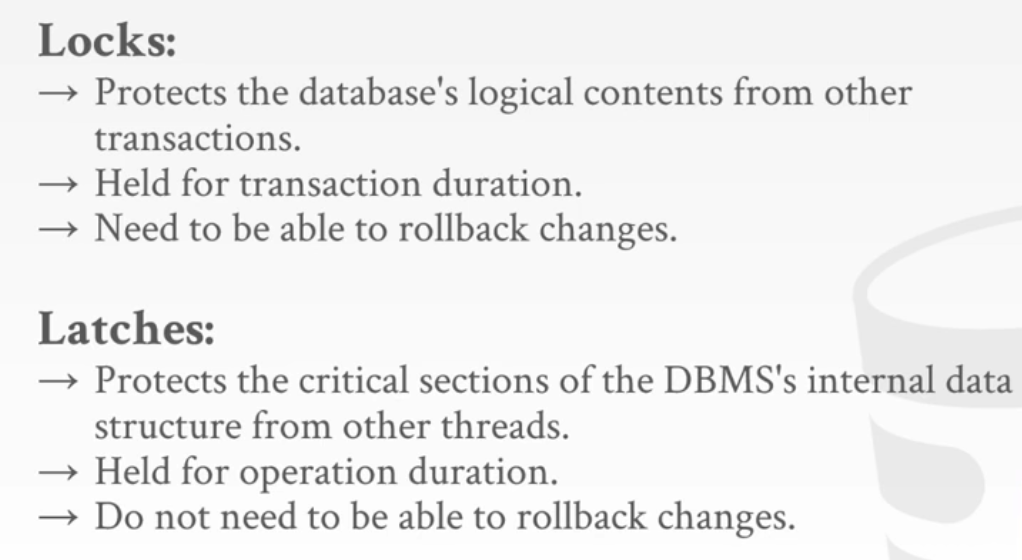 Locks:
→ Protects the database's logical contents from other
transactions.
→ Held for transaction duration.
→ Need to be able to rollback changes.
Latches:
→ Protects the critical sections of the DBMS's internal data
structure from other threads.
→ Held for operation duration.
→ Do not need to be able to rollback changes.